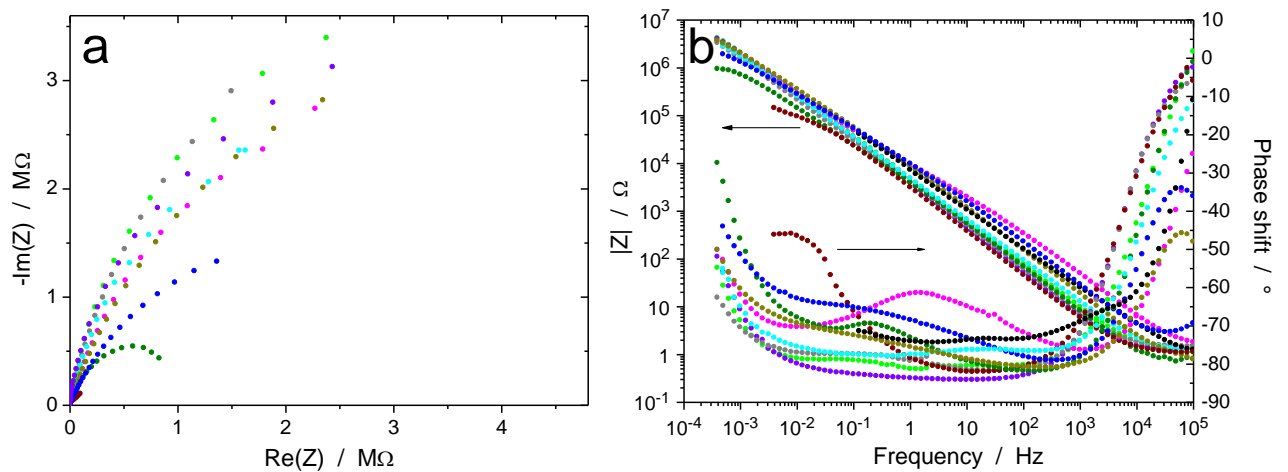 a
3
2
1
0
0 1 2 3 4
-Im(Z) / MΩ
Re(Z) / MΩ
b
10⁷
10⁶
10⁵
10⁴
10³
10²
10¹
1
10⁻¹
|Z| / Ω
10⁻⁴ 10⁻³ 10⁻² 10⁻¹ 1 10 10² 10³ 10⁴ 10⁵
Frequency / Hz
10
0
-10
-20
-30
-40
-50
-60
-70
-80
-90
Phase shift / °